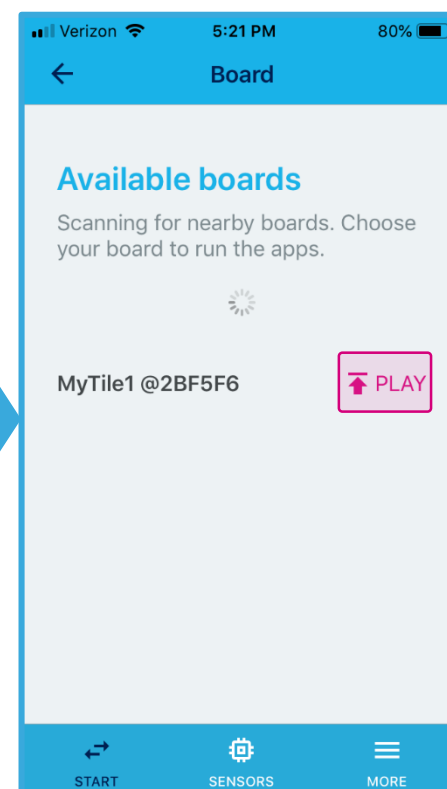 Verizon 5:21 PM 80%
Board
Available boards
Scanning for nearby boards. Choose
your board to run the apps.
MyTile1 @2BF5F6 PLAY
START SENSORS MORE